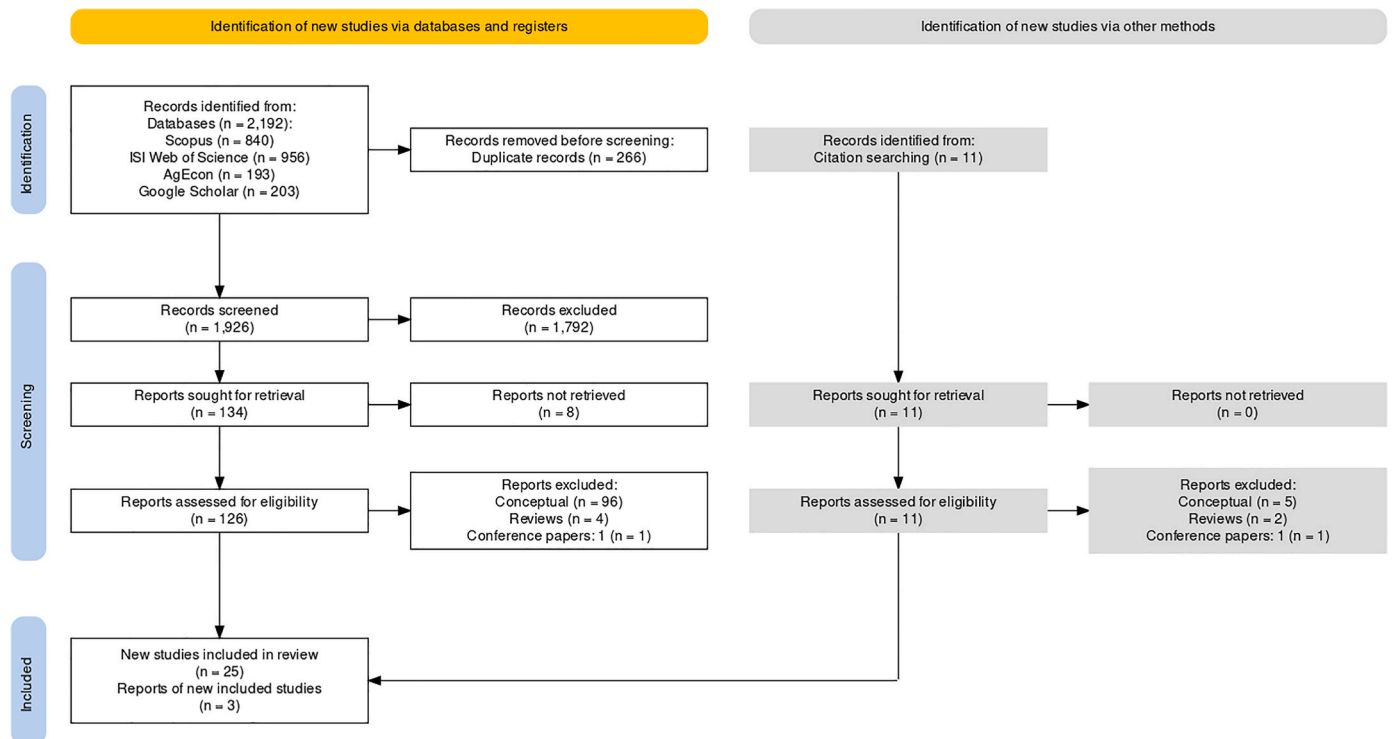 Identification of new studies via databases and registers
Identification of new studies via other methods
Identification
Records identified from:
Databases (n = 2,192):
Scopus (n = 840)
ISI Web of Science (n = 956)
AgEcon (n = 193)
Google Scholar (n = 203)
Records removed before screening:
Duplicate records (n = 266)
Records identified from:
Citation searching (n = 11)
Screening
Records screened
(n = 1,926)
Records excluded
(n = 1,792)
Reports sought for retrieval
(n = 134)
Reports not retrieved
(n = 8)
Reports sought for retrieval
(n = 11)
Reports not retrieved
(n = 0)
Reports assessed for eligibility
(n = 126)
Reports excluded:
Conceptual (n = 96)
Reviews (n = 4)
Conference papers: 1 (n = 1)
Reports assessed for eligibility
(n = 11)
Reports excluded:
Conceptual (n = 5)
Reviews (n = 2)
Conference papers: 1 (n = 1)
Included
New studies included in review
(n = 25)
Reports of new included studies
(n = 3)